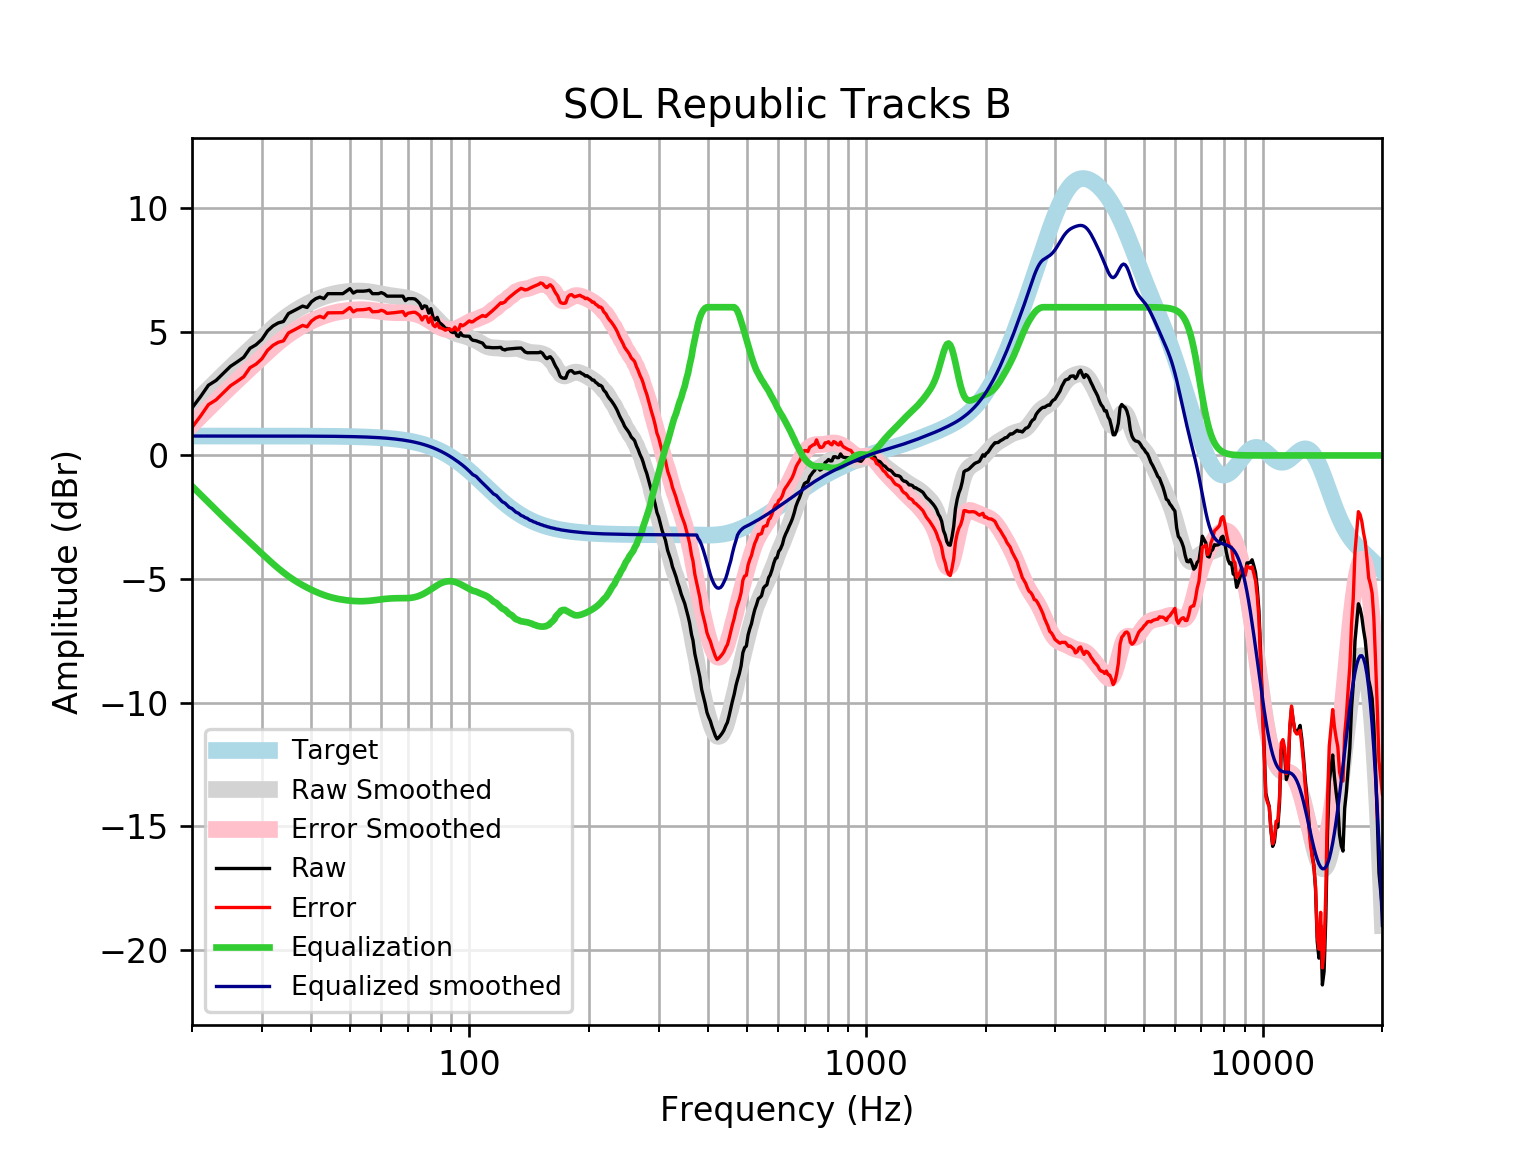 SOL Republic Tracks B
10
5
0
−5
−10
−15
−20
Amplitude (dBr)
Target
Raw Smoothed
Error Smoothed
Raw
Error
Equalization
Equalized smoothed
100
1000
10000
Frequency (Hz)